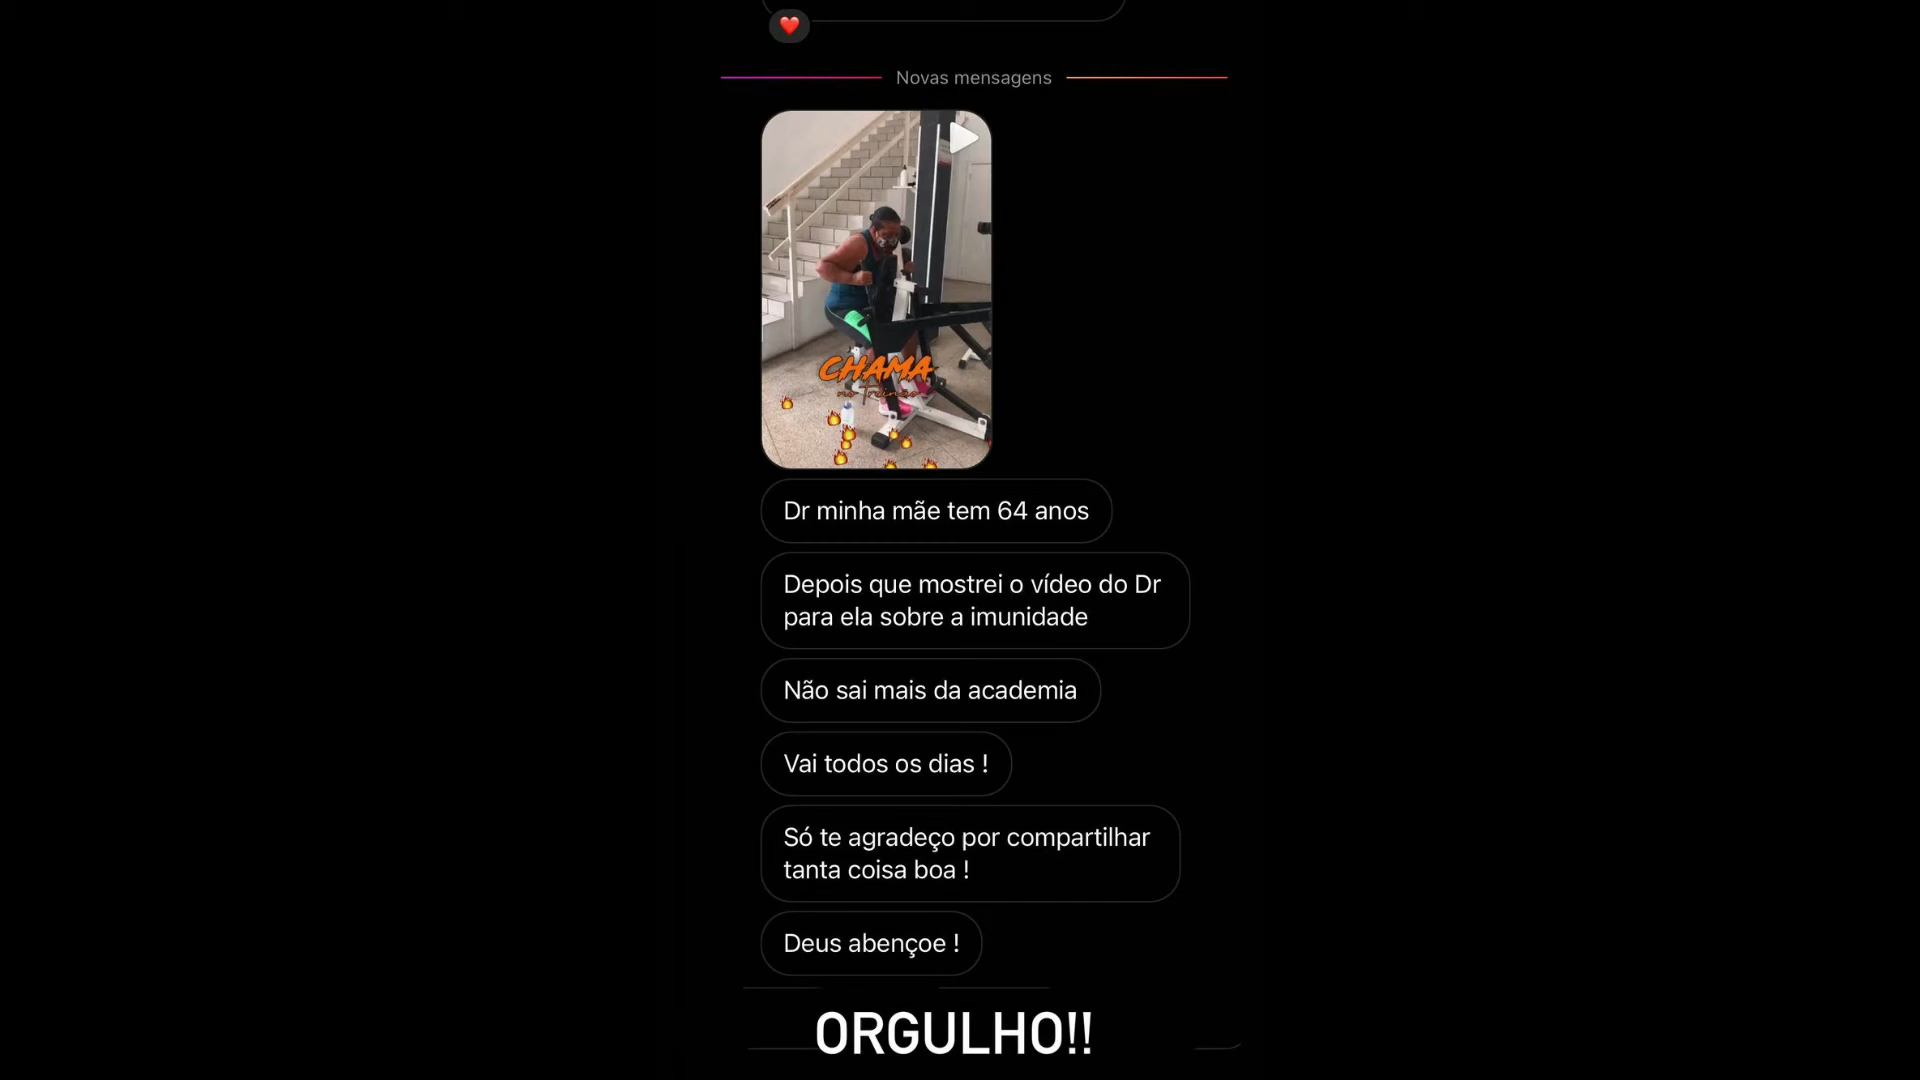 Novas mensagens
CHAMA
no Treinão
Dr minha mãe tem 64 anos
Depois que mostrei o vídeo do Dr
para ela sobre a imunidade
Não sai mais da academia
Vai todos os dias !
Só te agradeço por compartilhar
tanta coisa boa !
Deus abençoe !
ORGULHO!!